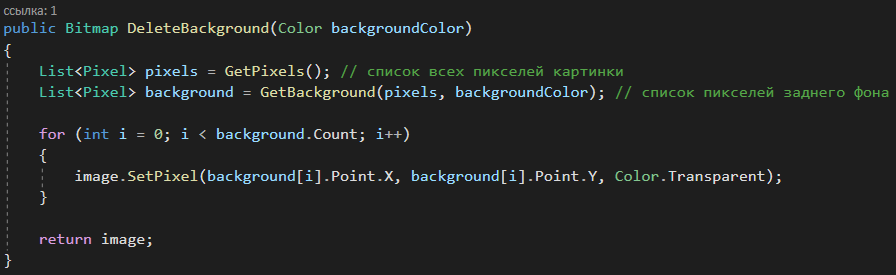 ссылка: 1
public Bitmap DeleteBackground(Color backgroundColor)
{
    List<Pixel> pixels = GetPixels(); // список всех пикселей картинки
    List<Pixel> background = GetBackground(pixels, backgroundColor); // список пикселей заднего фона

    for (int i = 0; i < background.Count; i++)
    {
        image.SetPixel(background[i].Point.X, background[i].Point.Y, Color.Transparent);
    }

    return image;
}